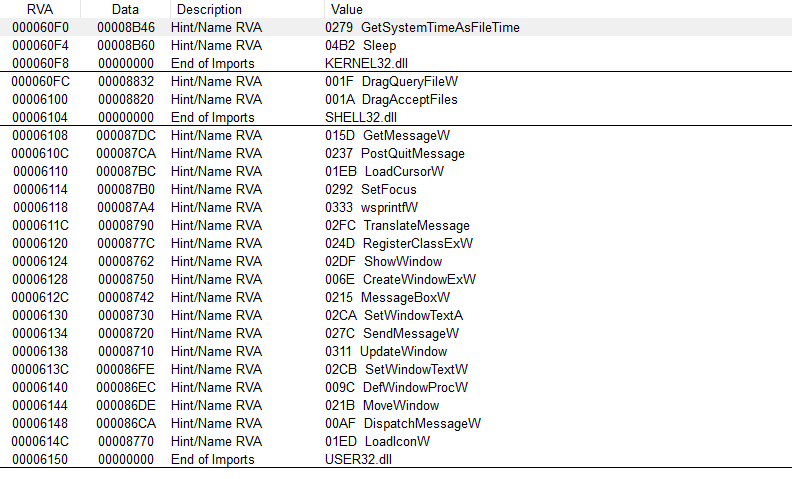 RVA Data Description Value
000060F0 00008B46 Hint/Name RVA 0279 GetSystemTimeAsFileTime
000060F4 00008B60 Hint/Name RVA 04B2 Sleep
000060F8 00000000 End of Imports KERNEL32.dll
000060FC 00008832 Hint/Name RVA 001F DragQueryFileW
00006100 00008820 Hint/Name RVA 001A DragAcceptFiles
00006104 00000000 End of Imports SHELL32.dll
00006108 000087DC Hint/Name RVA 015D GetMessageW
0000610C 000087CA Hint/Name RVA 0237 PostQuitMessage
00006110 000087BC Hint/Name RVA 01EB LoadCursorW
00006114 000087B0 Hint/Name RVA 0292 SetFocus
00006118 000087A4 Hint/Name RVA 0333 wsprintfW
0000611C 00008790 Hint/Name RVA 02FC TranslateMessage
00006120 0000877C Hint/Name RVA 024D RegisterClassExW
00006124 00008762 Hint/Name RVA 02DF ShowWindow
00006128 00008750 Hint/Name RVA 006E CreateWindowExW
0000612C 00008742 Hint/Name RVA 0215 MessageBoxW
00006130 00008730 Hint/Name RVA 02CA SetWindowTextA
00006134 00008720 Hint/Name RVA 027C SendMessageW
00006138 00008710 Hint/Name RVA 0311 UpdateWindow
0000613C 000086FE Hint/Name RVA 02CB SetWindowTextW
00006140 000086EC Hint/Name RVA 009C DefWindowProcW
00006144 000086DE Hint/Name RVA 021B MoveWindow
00006148 000086CA Hint/Name RVA 00AF DispatchMessageW
0000614C 00008770 Hint/Name RVA 01ED LoadIconW
00006150 00000000 End of Imports USER32.dll